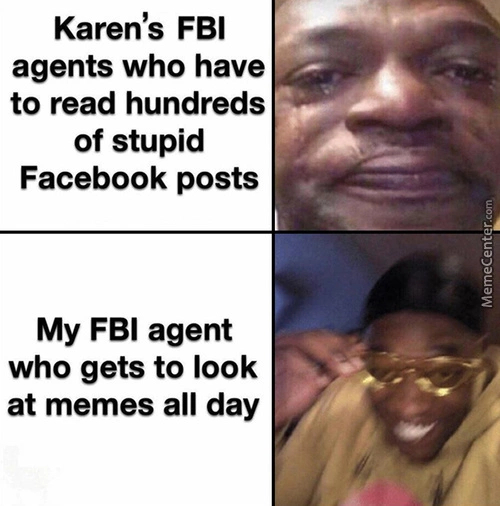 Karen's FBI
agents who have
to read hundreds
of stupid
Facebook posts
MemeCenter.com
My FBI agent
who gets to look
at memes all day